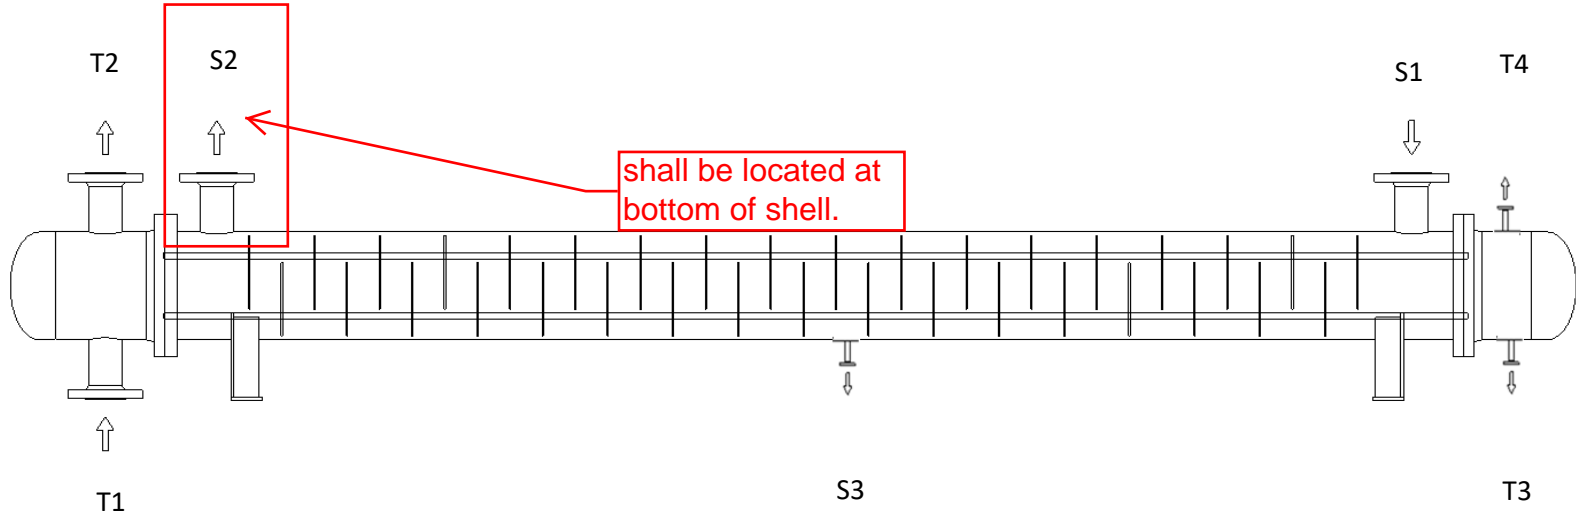 T2
S2
S1
T4
shall be located at
bottom of shell.
T1
S3
T3